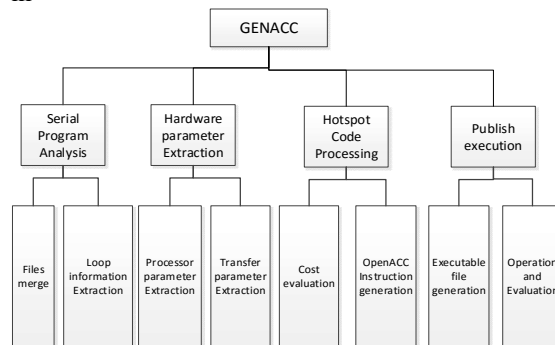 GENACC
Serial
Program
Analysis
Hardware
parameter
Extraction
Hotspot
Code
Processing
Publish
execution
Files
merge
Loop
information
Extraction
Processor
parameter
Extraction
Transfer
parameter
Extraction
Cost
evaluation
OpenACC
Instruction
generation
Executable
file
generation
Operation
and
Evaluation